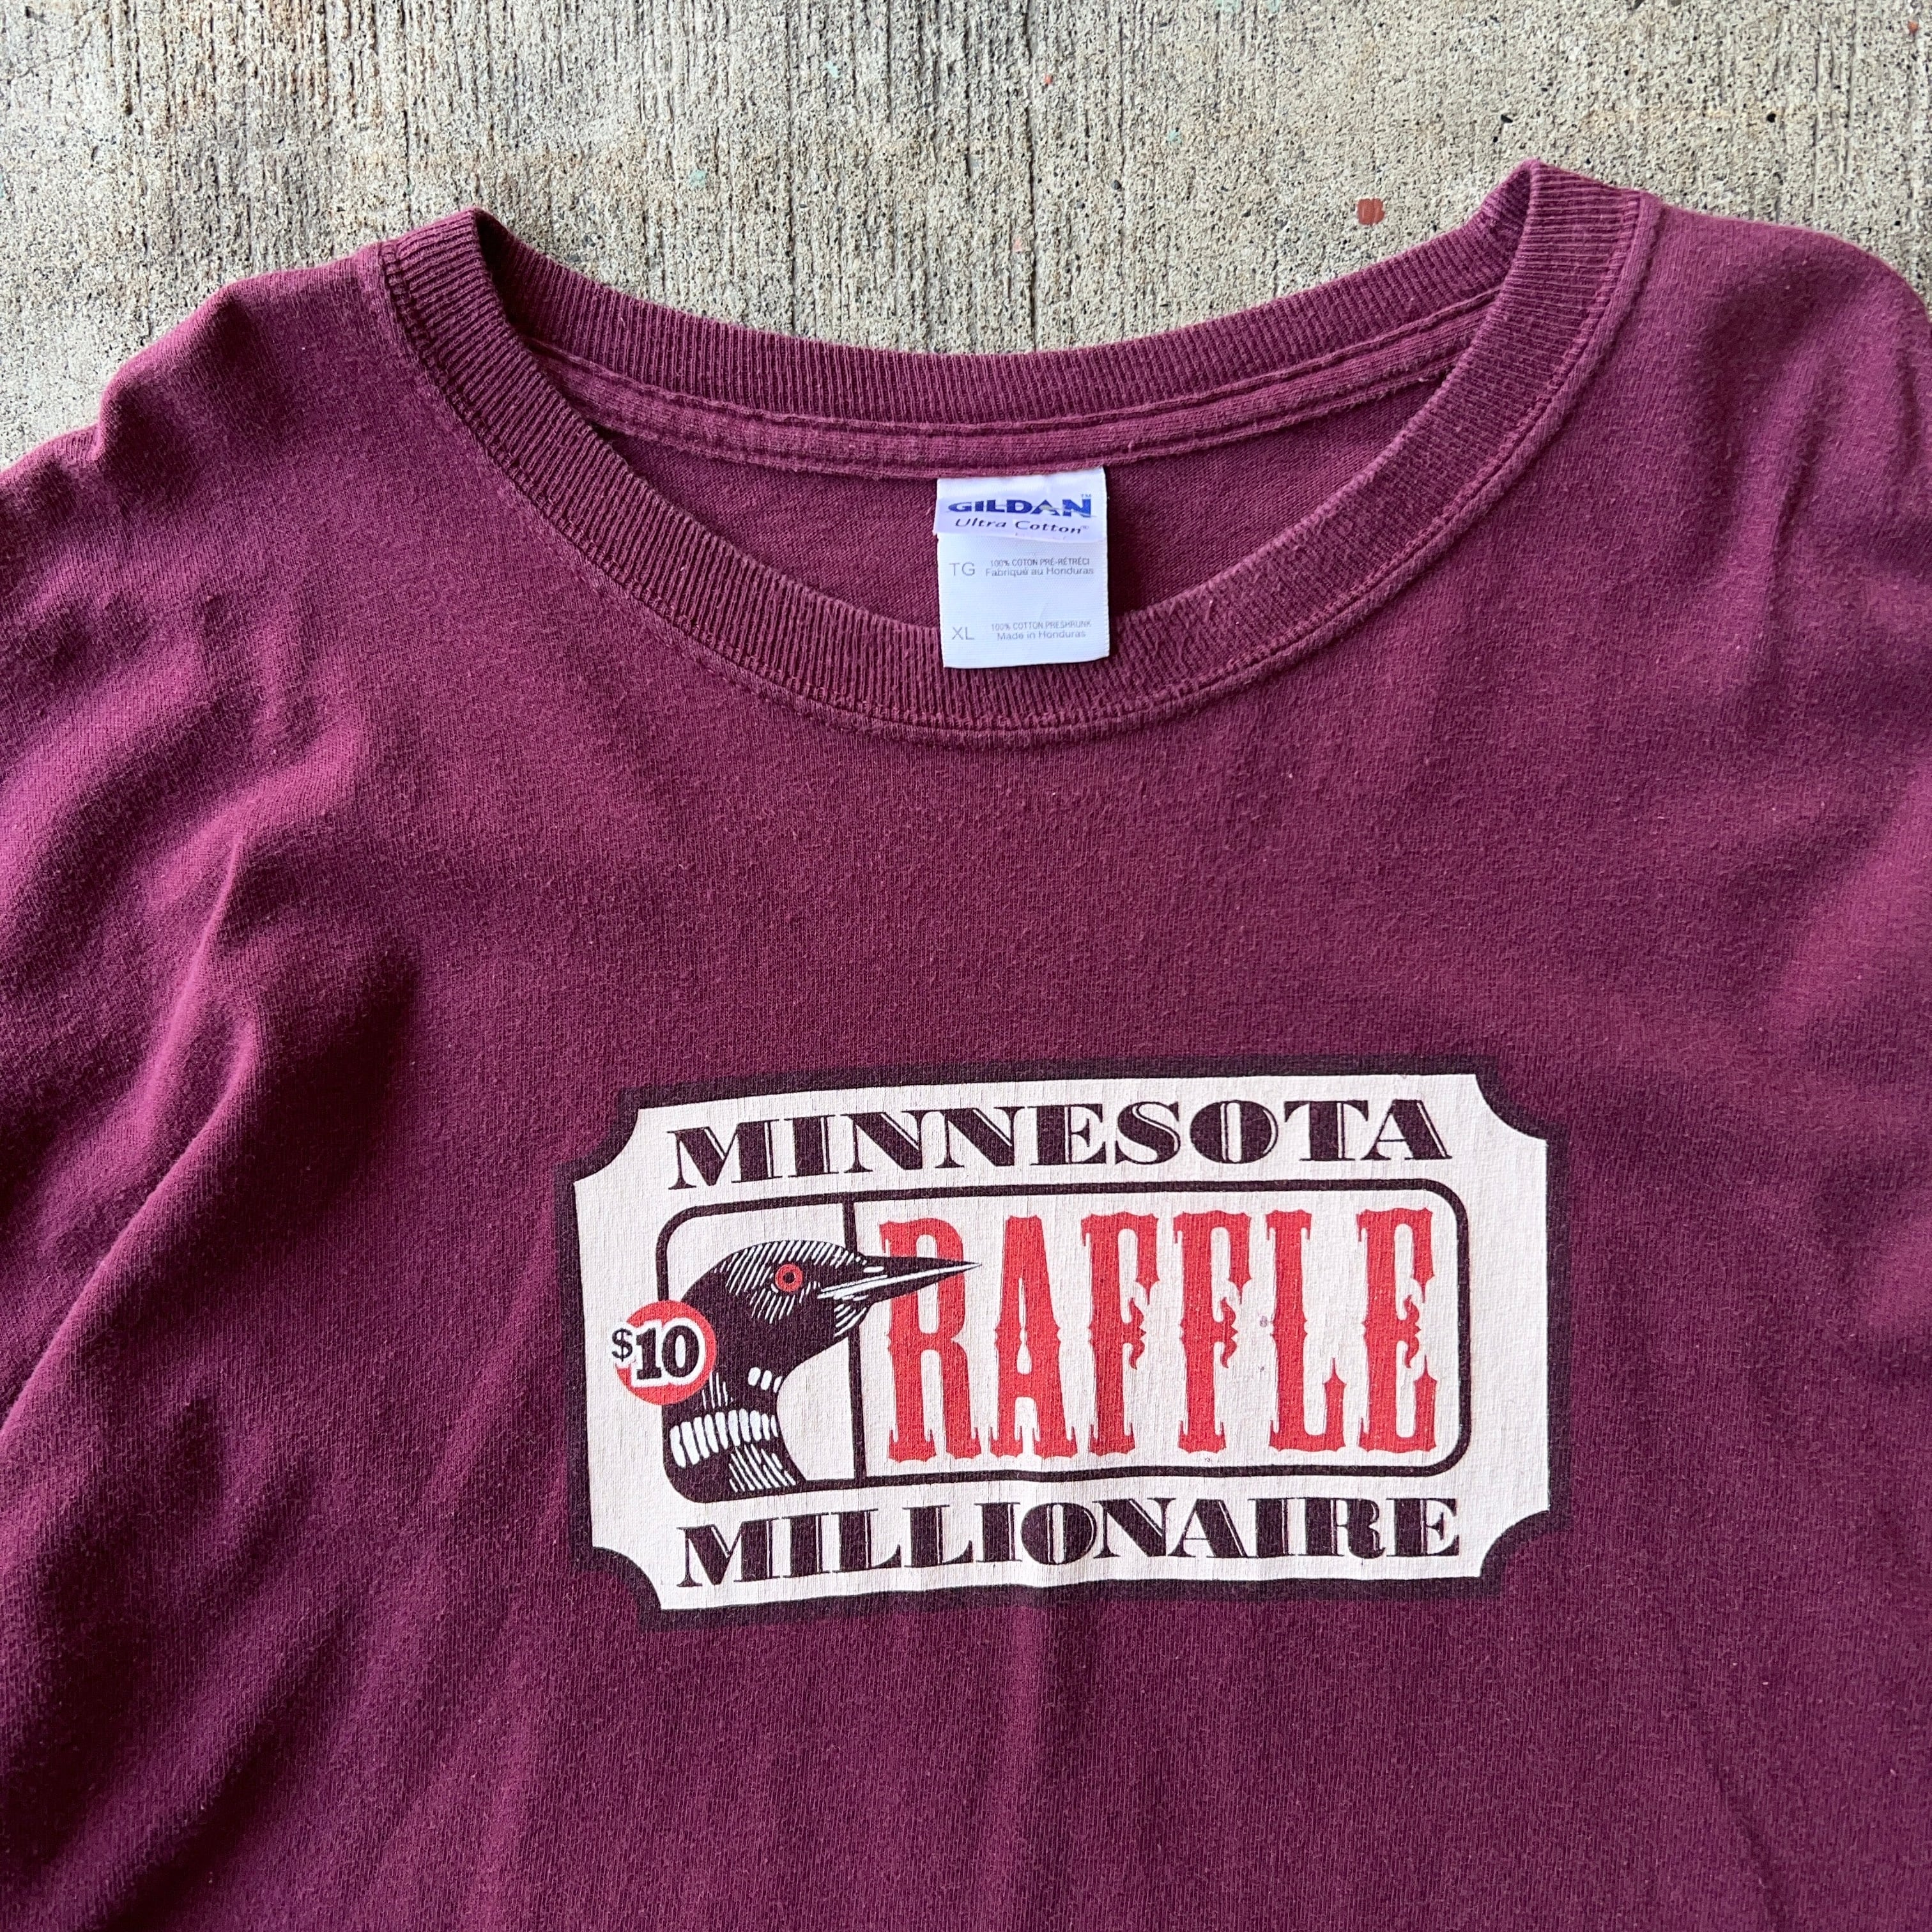 GILDAN™
Ultra Cotton®
TG 100% COTON PRÉ-RÉTRÉCI
Fabriqué au Honduras
XL 100% COTTON PRESHRUNK
Made in Honduras
MINNESOTA
RAFFLE
$10
MILLIONAIRE